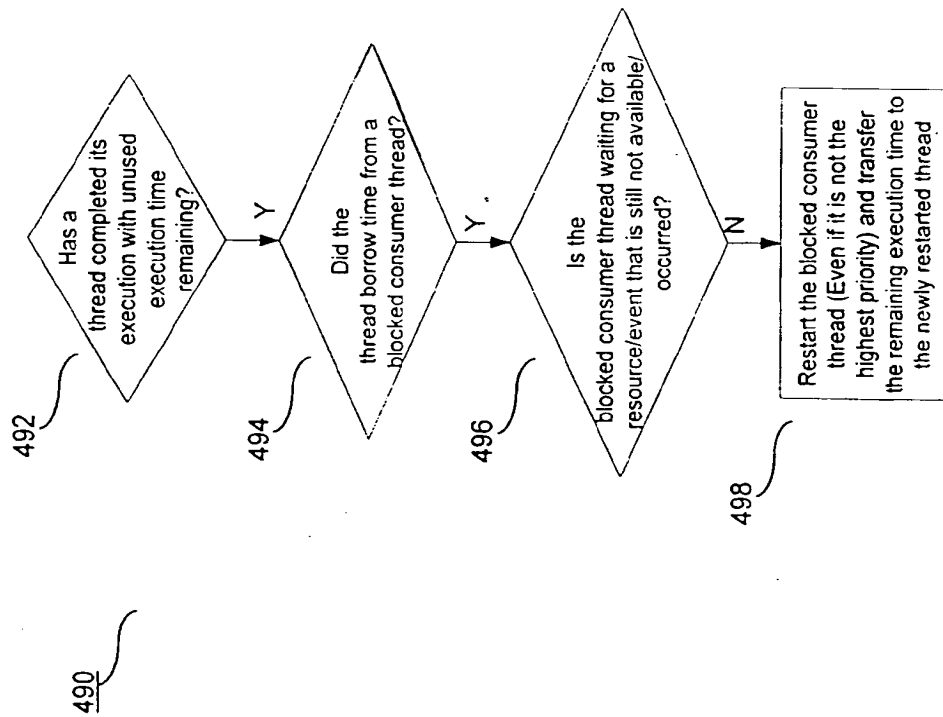 490
492
Has a
thread completed its
execution with unused
execution time
remaining?
Y
494
Did the
thread borrow time from a
blocked consumer thread?
Y
496
Is the
blocked consumer thread waiting for a
resource/event that is still not available/
occurred?
N
498
Restart the blocked consumer
thread (Even if it is not the
highest priority) and transfer
the remaining execution time to
the newly restarted thread